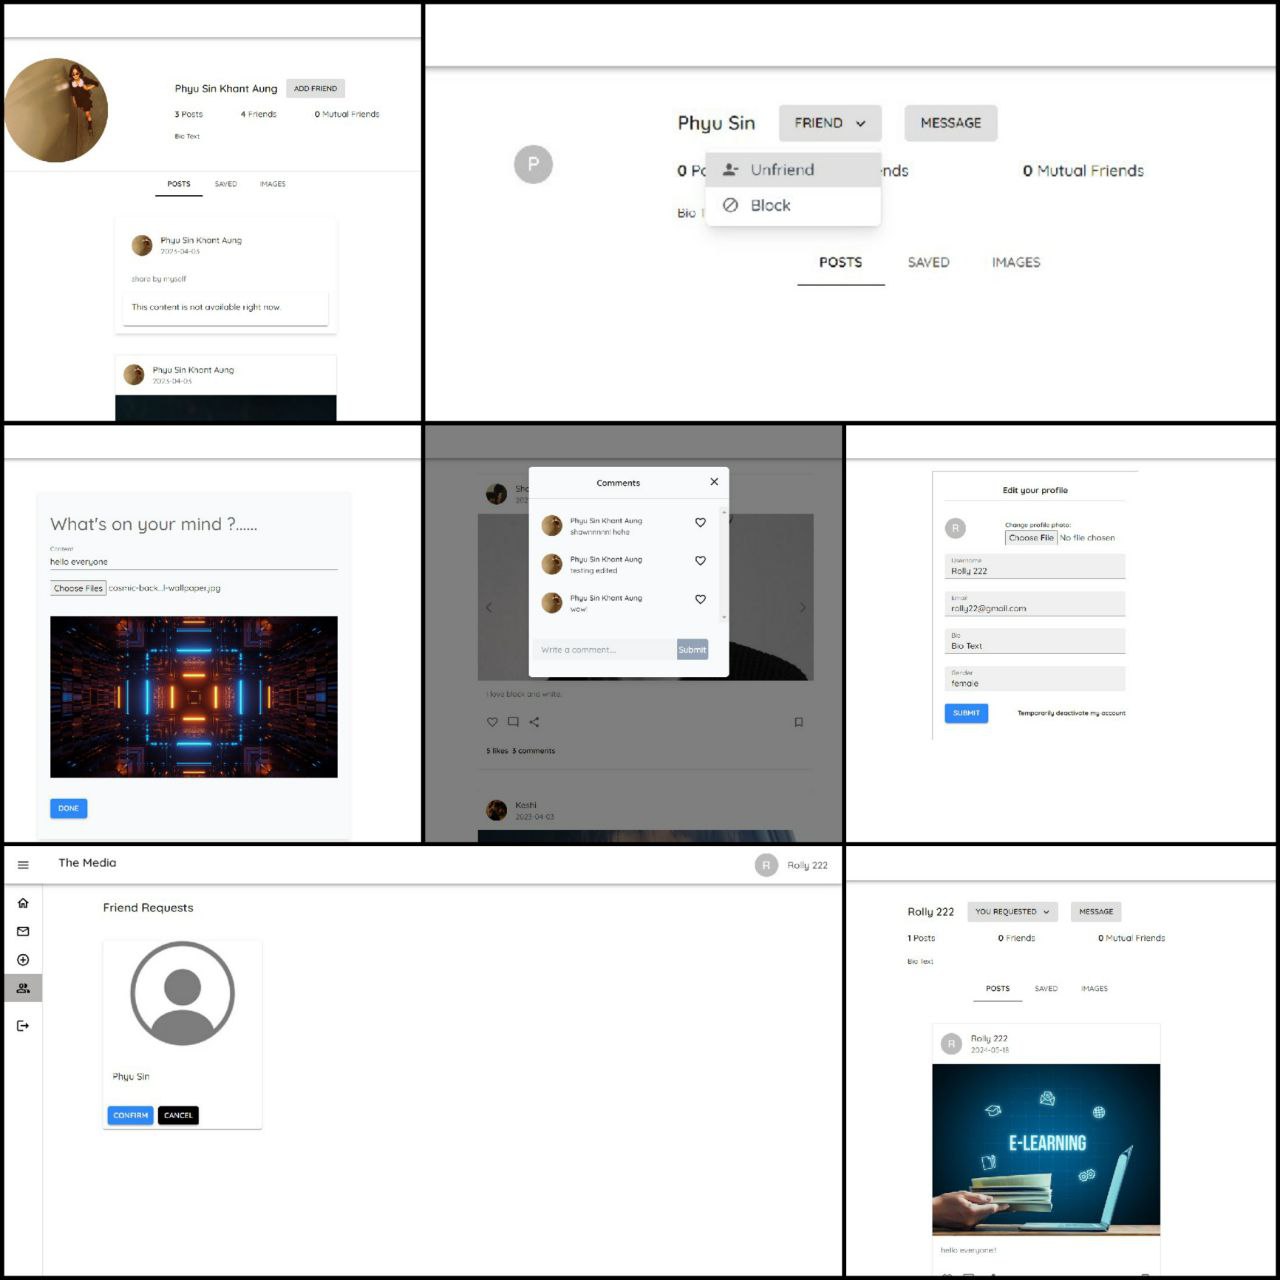 Phyu Sin Khant Aung ADD FRIEND
3 Posts 4 Friends 0 Mutual Friends
Bio Text
POSTS SAVED IMAGES
Phyu Sin Khant Aung
2023-04-03
share by myself
This content is not available right now.
Phyu Sin Khant Aung
2023-04-03
Phyu Sin FRIEND MESSAGE
P
0 Po nds 0 Mutual Friends
Unfriend
Bio
Block
POSTS SAVED IMAGES
What's on your mind ?......
Content
hello everyone
Choose Files cosmic-back...l-wallpaper.jpg
DONE
Comments
Sha
202
Phyu Sin Khant Aung
shawnnnnn! hehe
Phyu Sin Khant Aung
testing edited
Phyu Sin Khant Aung
wow!
Write a comment.... Submit
i love black and white.
5 likes 3 comments
Keshi
2023-04-03
Edit your profile
R
Change profile photo:
Choose File No file chosen
Username
Rolly 222
Email
rolly22@gmail.com
Bio
Bio Text
Gender
female
SUBMIT Temporarily deactivate my account
The Media R Rolly 222
Friend Requests
Phyu Sin
CONFIRM CANCEL
Rolly 222 YOU REQUESTED MESSAGE
1 Posts 0 Friends 0 Mutual Friends
Bio Text
POSTS SAVED IMAGES
R
Rolly 222
2024-05-18
E-LEARNING
hello everyone!